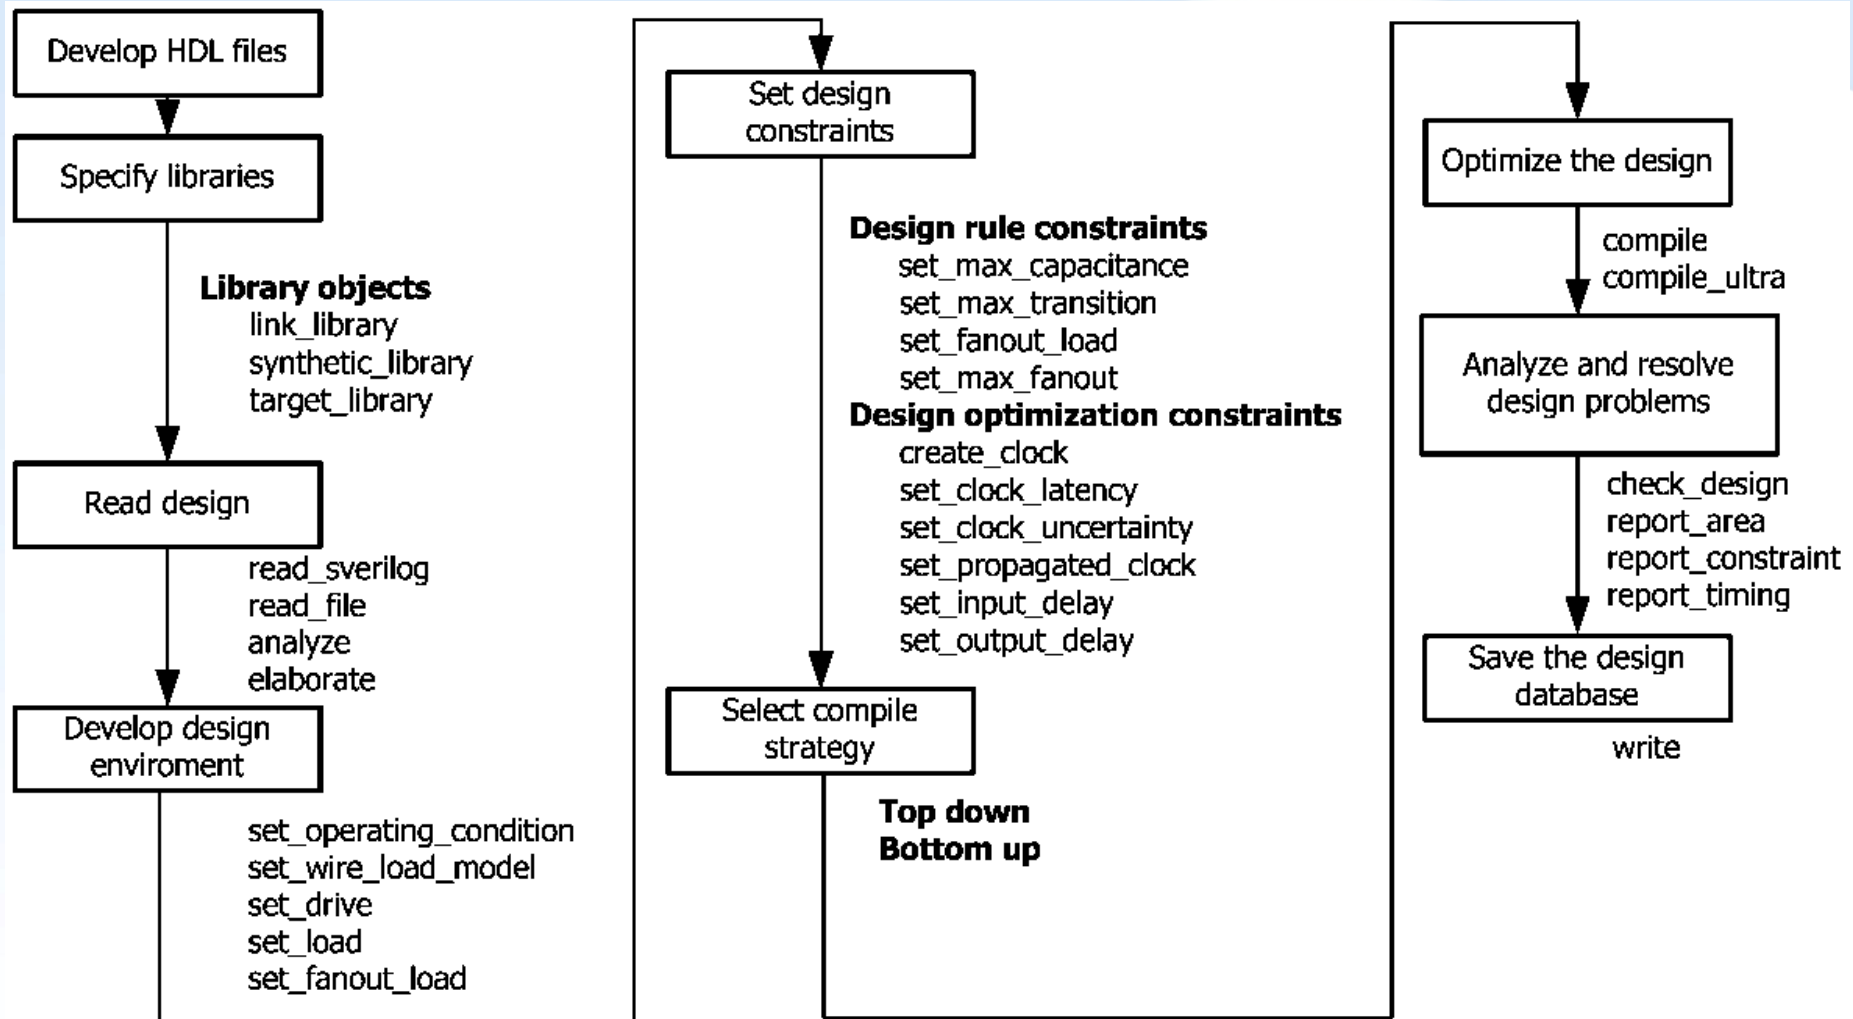 Develop HDL files
Specify libraries
Library objects
link_library
synthetic_library
target_library
Read design
read_sverilog
read_file
analyze
elaborate
Develop design
enviroment
set_operating_condition
set_wire_load_model
set_drive
set_load
set_fanout_load
Set design
constraints
Design rule constraints
set_max_capacitance
set_max_transition
set_fanout_load
set_max_fanout
Design optimization constraints
create_clock
set_clock_latency
set_clock_uncertainty
set_propagated_clock
set_input_delay
set_output_delay
Select compile
strategy
Top down
Bottom up
Optimize the design
compile
compile_ultra
Analyze and resolve
design problems
check_design
report_area
report_constraint
report_timing
Save the design
database
write